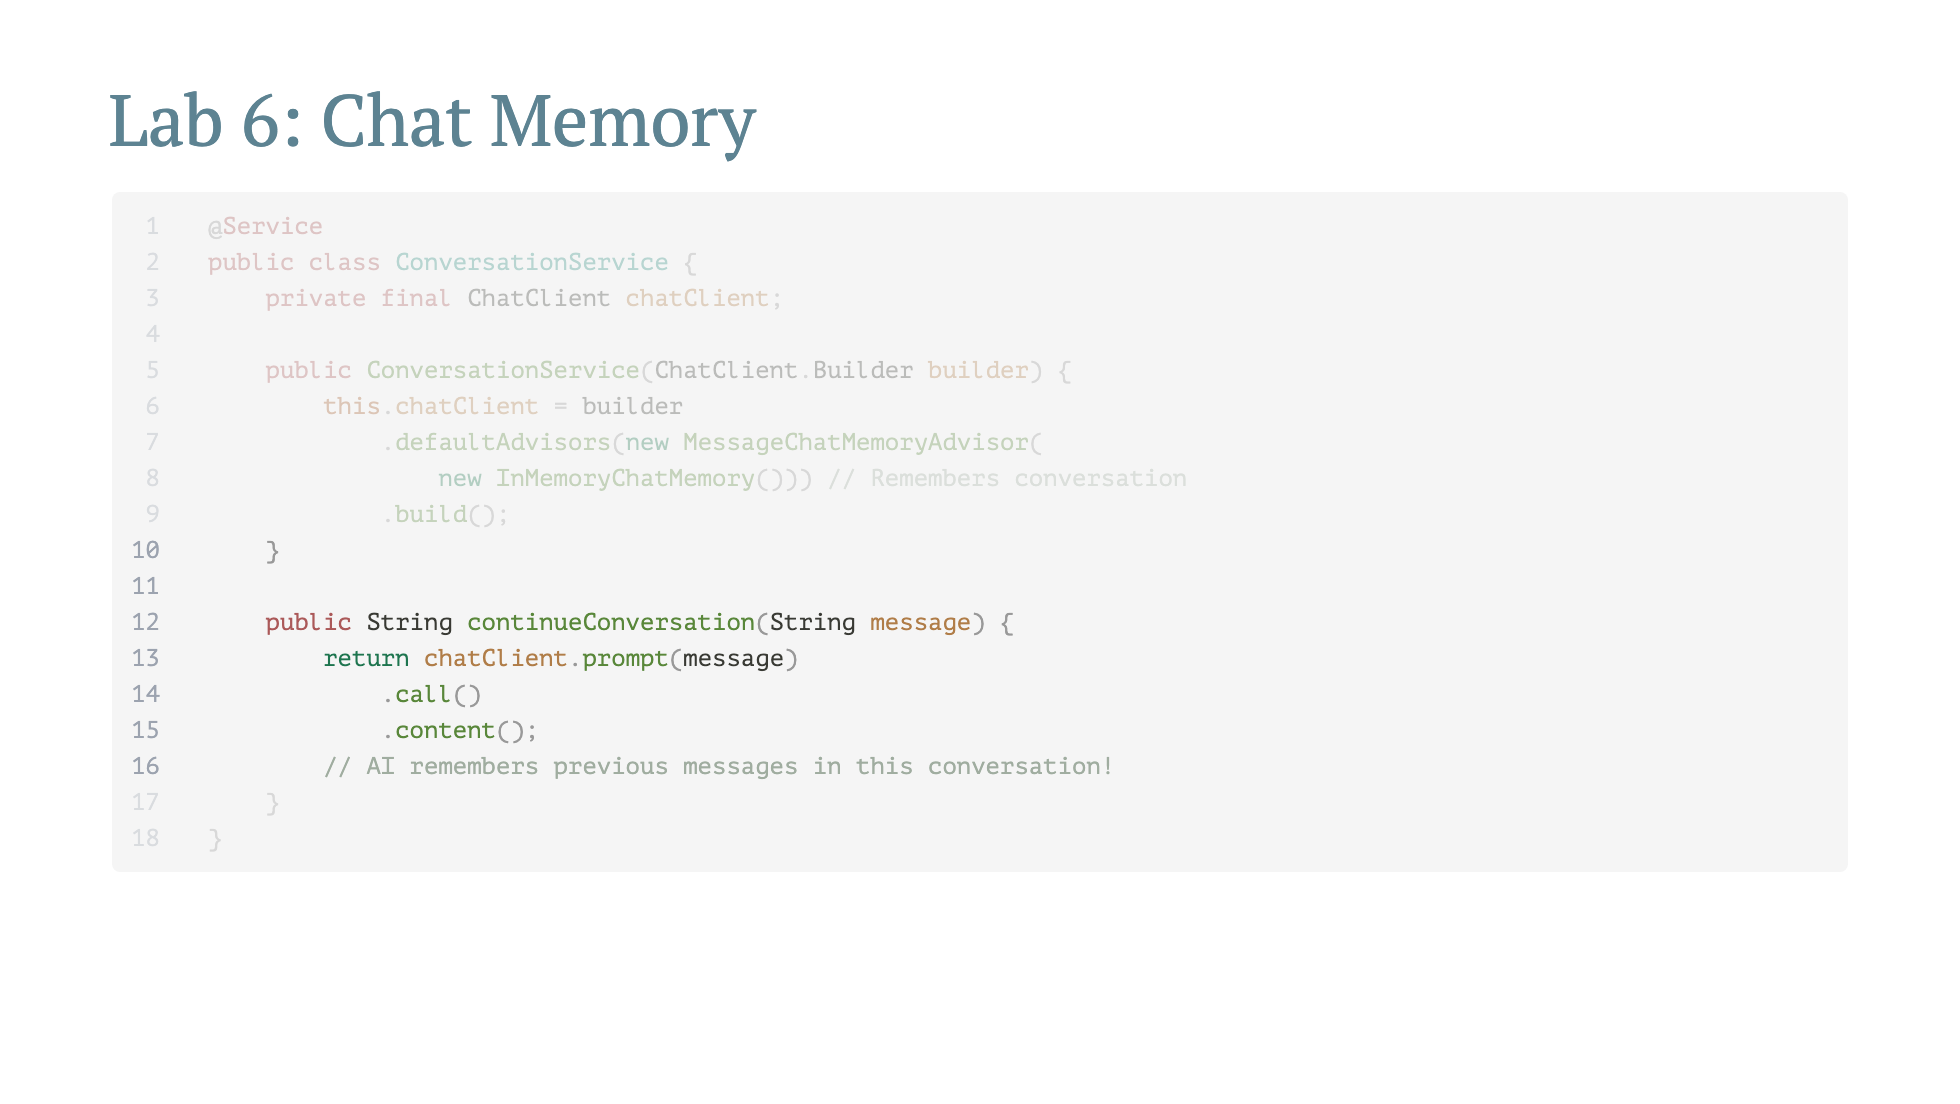 Lab 6: Chat Memory
1 @Service
2 public class ConversationService {
3     private final ChatClient chatClient;
4
5     public ConversationService(ChatClient.Builder builder) {
6         this.chatClient = builder
7             .defaultAdvisors(new MessageChatMemoryAdvisor(
8                 new InMemoryChatMemory())) // Remembers conversation
9             .build();
10     }
11
12     public String continueConversation(String message) {
13         return chatClient.prompt(message)
14             .call()
15             .content();
16         // AI remembers previous messages in this conversation!
17     }
18 }